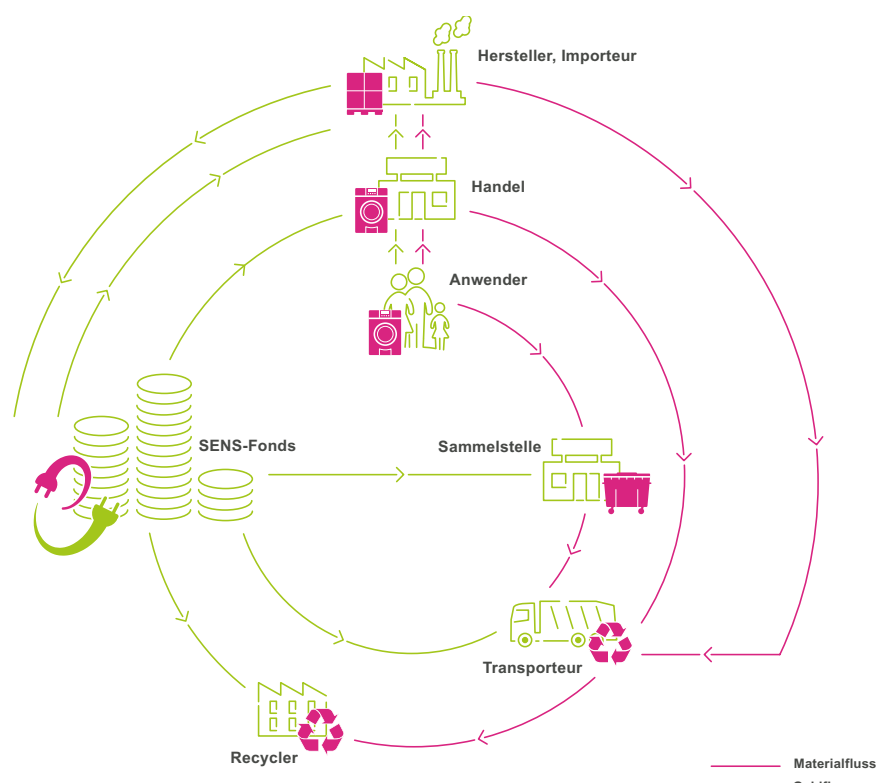 Hersteller, Importeur
Handel
Anwender
SENS-Fonds
Sammelstelle
Transporteur
Recycler
Materialfluss